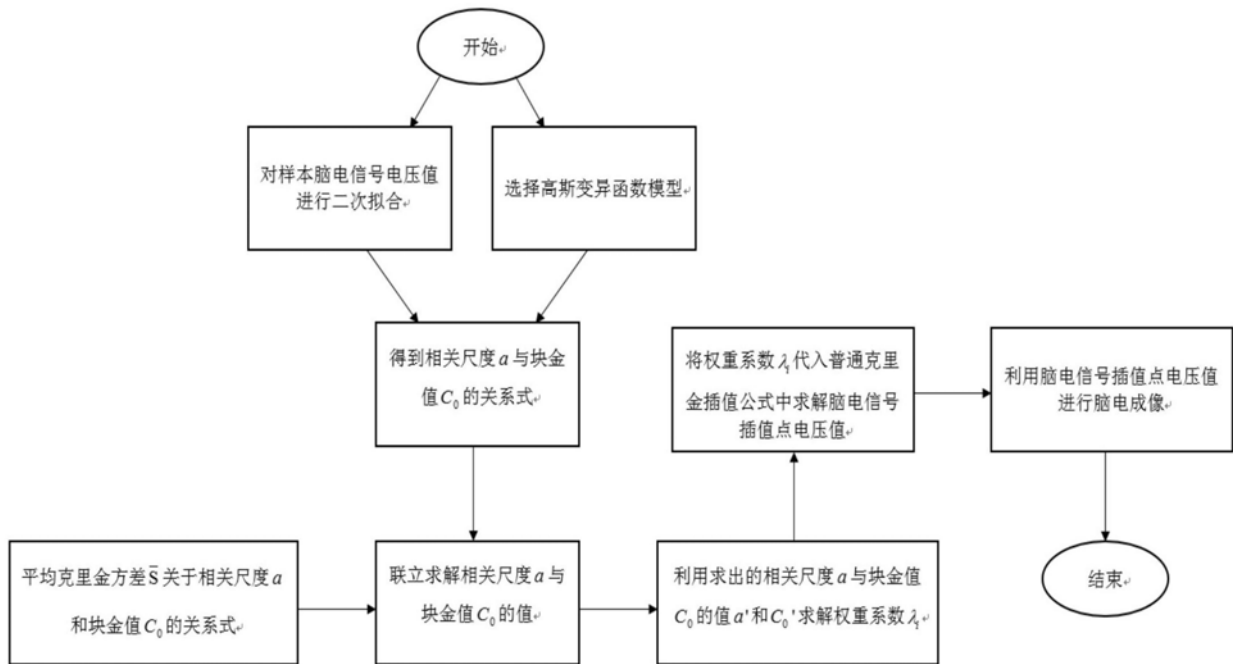 开始
对样本脑电信号电压值
进行二次拟合
选择高斯变异函数模型
得到相关尺度a与块金
值C₀的关系式
将权重系数λᵢ代入普通克里
金插值公式中求解脑电信号
插值点电压值
利用脑电信号插值点电压值
进行脑电成像
平均克里金方差S̄关于相关尺度a
和块金值C₀的关系式
联立求解相关尺度a与
块金值C₀的值
利用求出的相关尺度a与块金值
C₀的值a'和C₀'求解权重系数λᵢ
结束